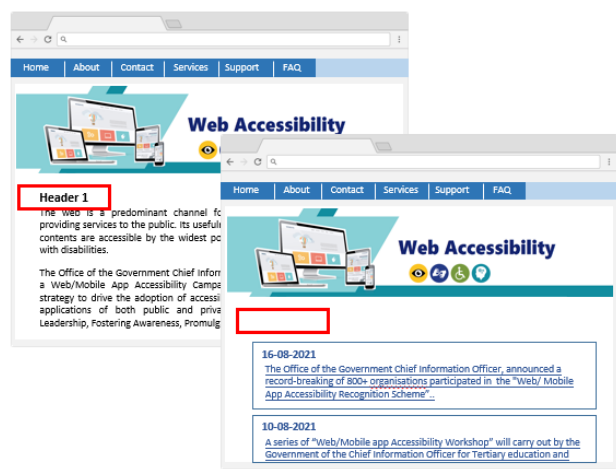 Home About Contact Services Support FAQ
Web Accessibility
Header 1
The web is a predominant channel fo
providing services to the public. Its usefuln
contents are accessible by the widest po
with disabilities.
The Office of the Government Chief Inforr
a Web/Mobile App Accessibility Campa
strategy to drive the adoption of accessi
applications of both public and priva
Leadership, Fostering Awareness, Promulg
Home About Contact Services Support FAQ
Web Accessibility
16-08-2021
The Office of the Government Chief Information Officer, announced a
record-breaking of 800+ organisations participated in the "Web/ Mobile
App Accessibility Recognition Scheme"..
10-08-2021
A series of “Web/Mobile app Accessibility Workshop” will carry out by the
Government of the Chief Information Officer for Tertiary education and